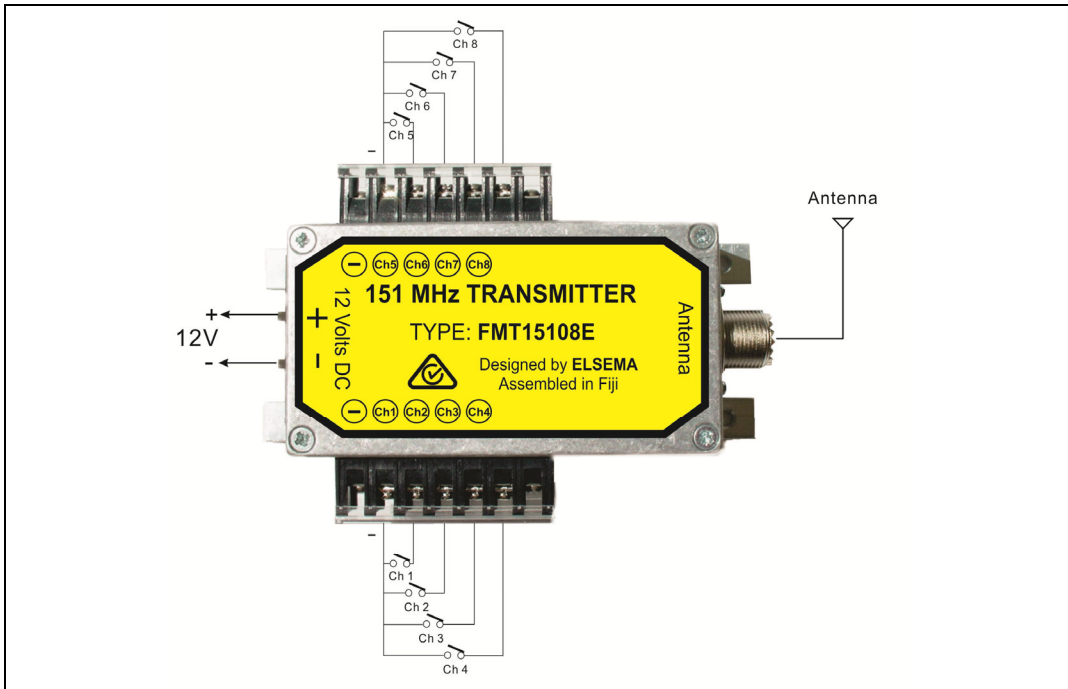 Ch 8
Ch 7
Ch 6
Ch 5
-
Antenna
- Ch5 Ch6 Ch7 Ch8
151 MHz TRANSMITTER
TYPE: FMT15108E
Designed by ELSEMA
Assembled in Fiji
12 Volts DC
+
-
Antenna
- Ch1 Ch2 Ch3 Ch4
+
12V
-
-
Ch 1
Ch 2
Ch 3
Ch 4